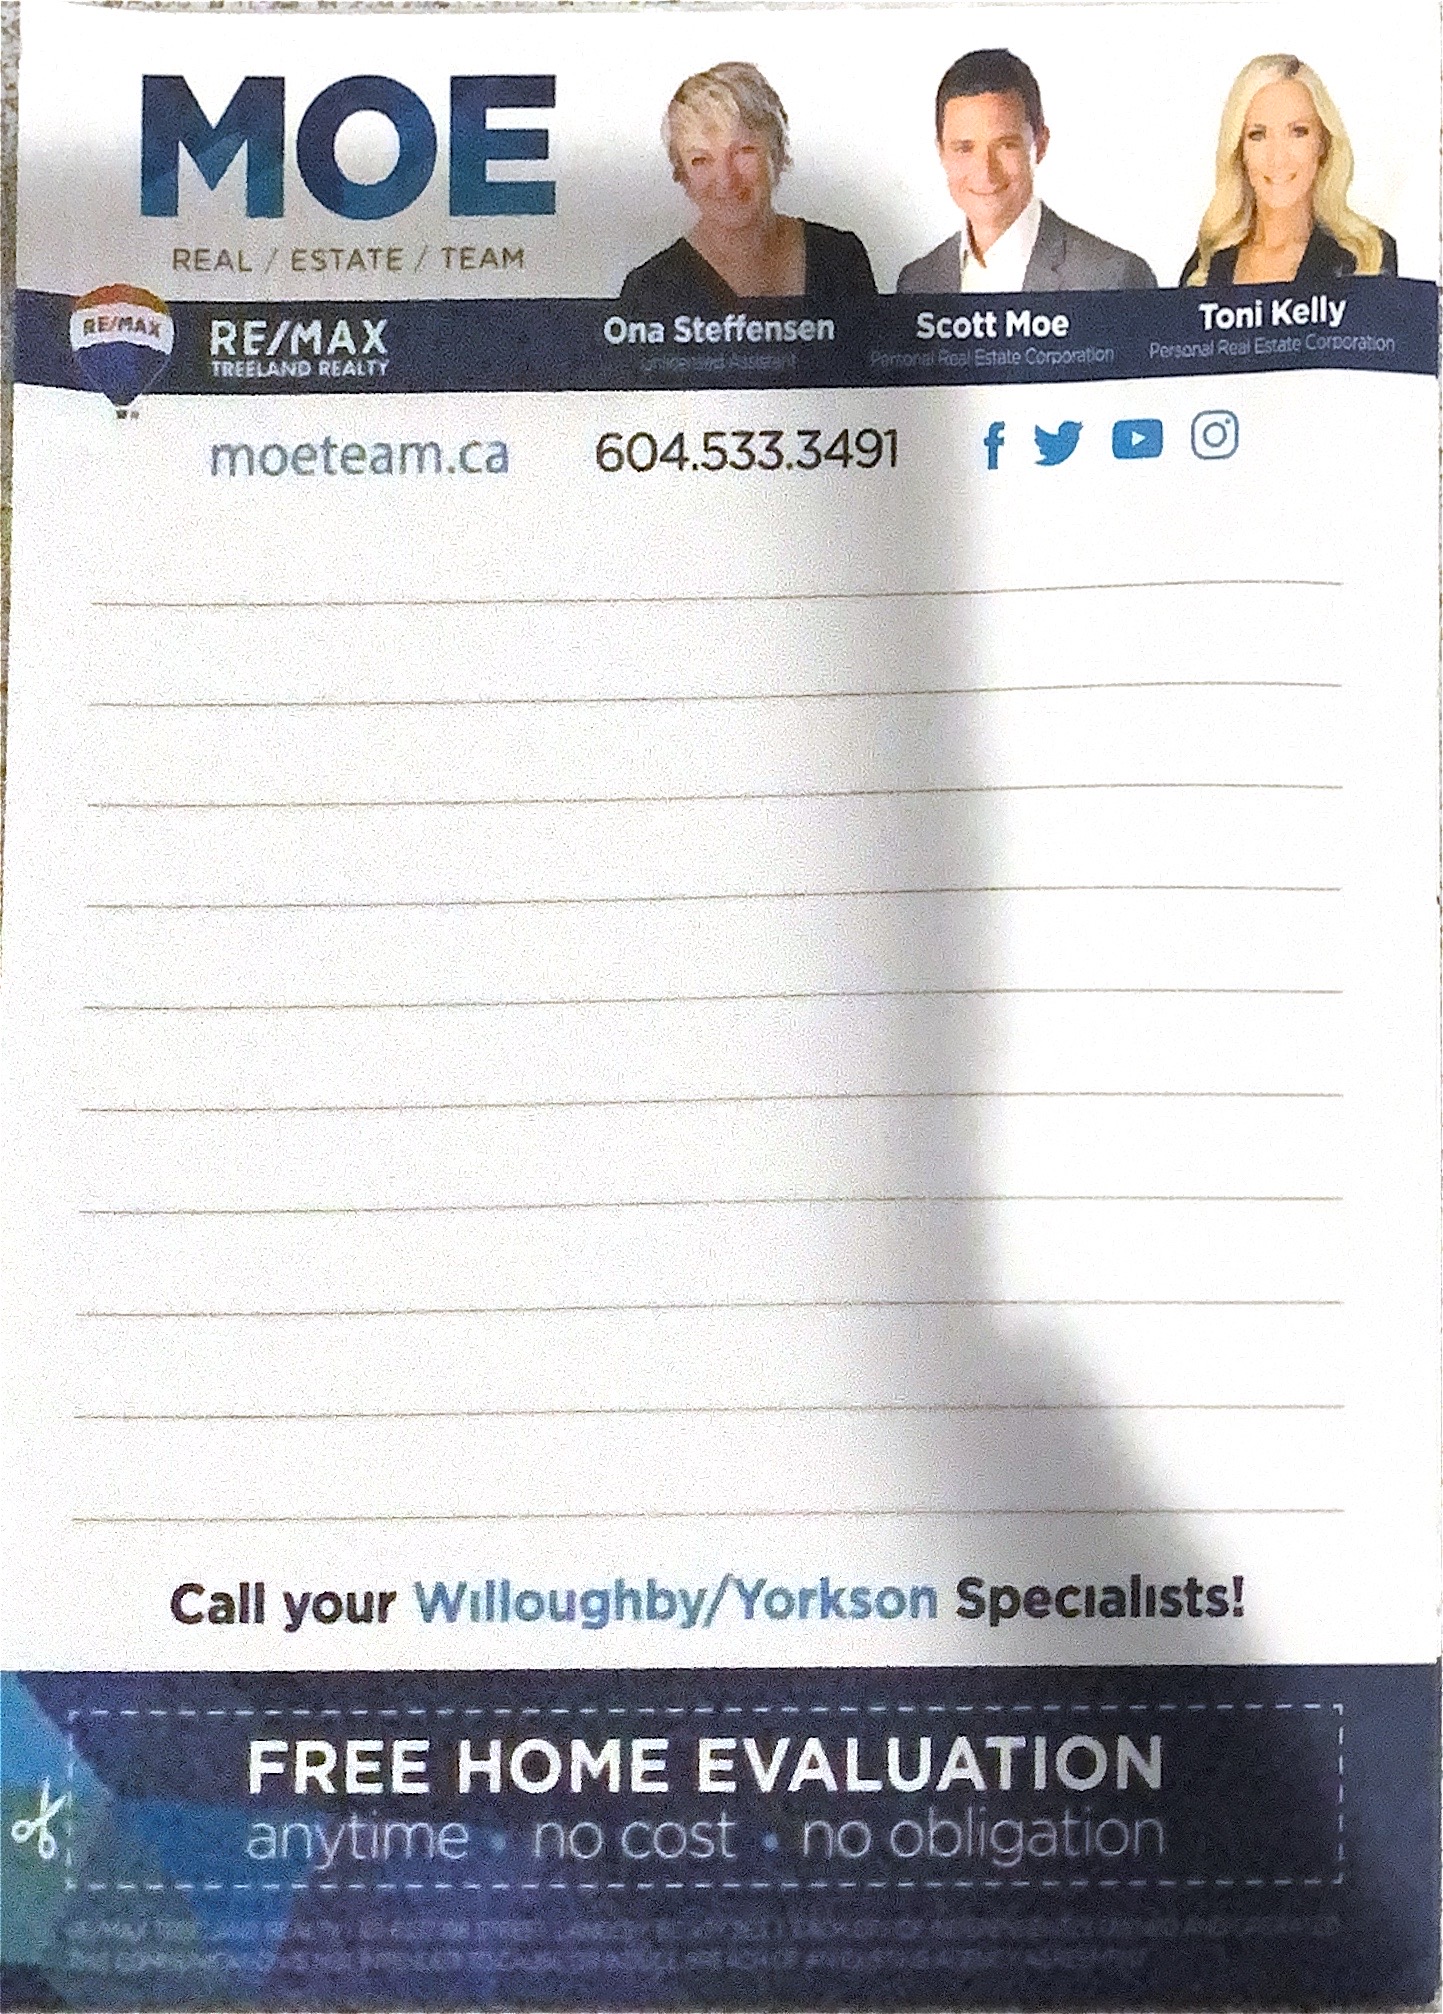 MOE
REAL / ESTATE / TEAM
RE/MAX
RE/MAX
TREELAND REALTY
Ona Steffensen
Unlicensed Assistant
Scott Moe
Personal Real Estate Corporation
Toni Kelly
Personal Real Estate Corporation
moeteam.ca 604.533.3491
Call your Willoughby/Yorkson Specialists!
FREE HOME EVALUATION
anytime • no cost • no obligation